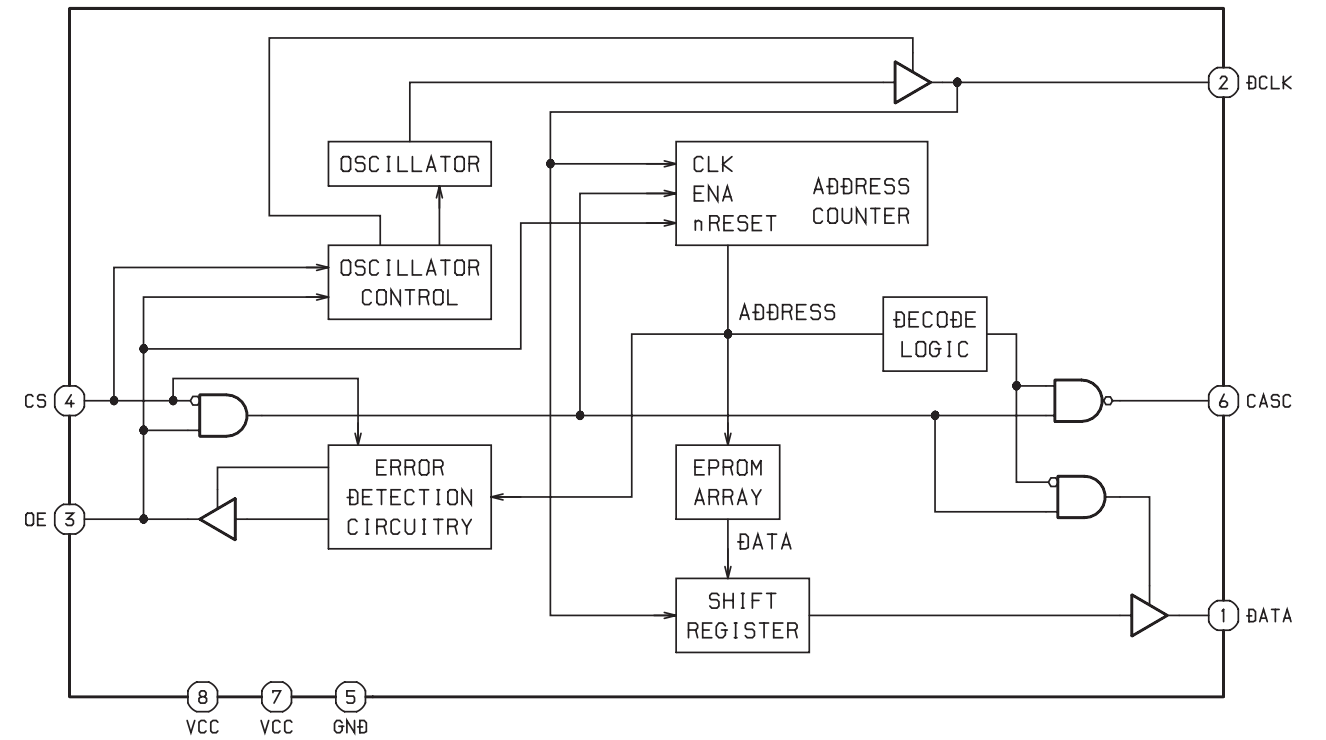 2 DCLK
OSCILLATOR
CLK
ENA
nRESET
ADDRESS
COUNTER
OSCILLATOR
CONTROL
ADDRESS
DECODE
LOGIC
CS 4
6 CASC
ERROR
DETECTION
CIRCUITRY
EPROM
ARRAY
OE 3
DATA
SHIFT
REGISTER
1 DATA
8
VCC
7
VCC
5
GND